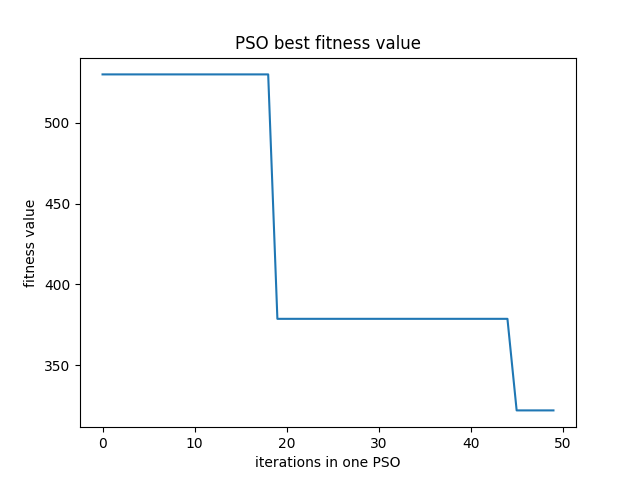 PSO best fitness value
fitness value
500
450
400
350
0 10 20 30 40 50
iterations in one PSO